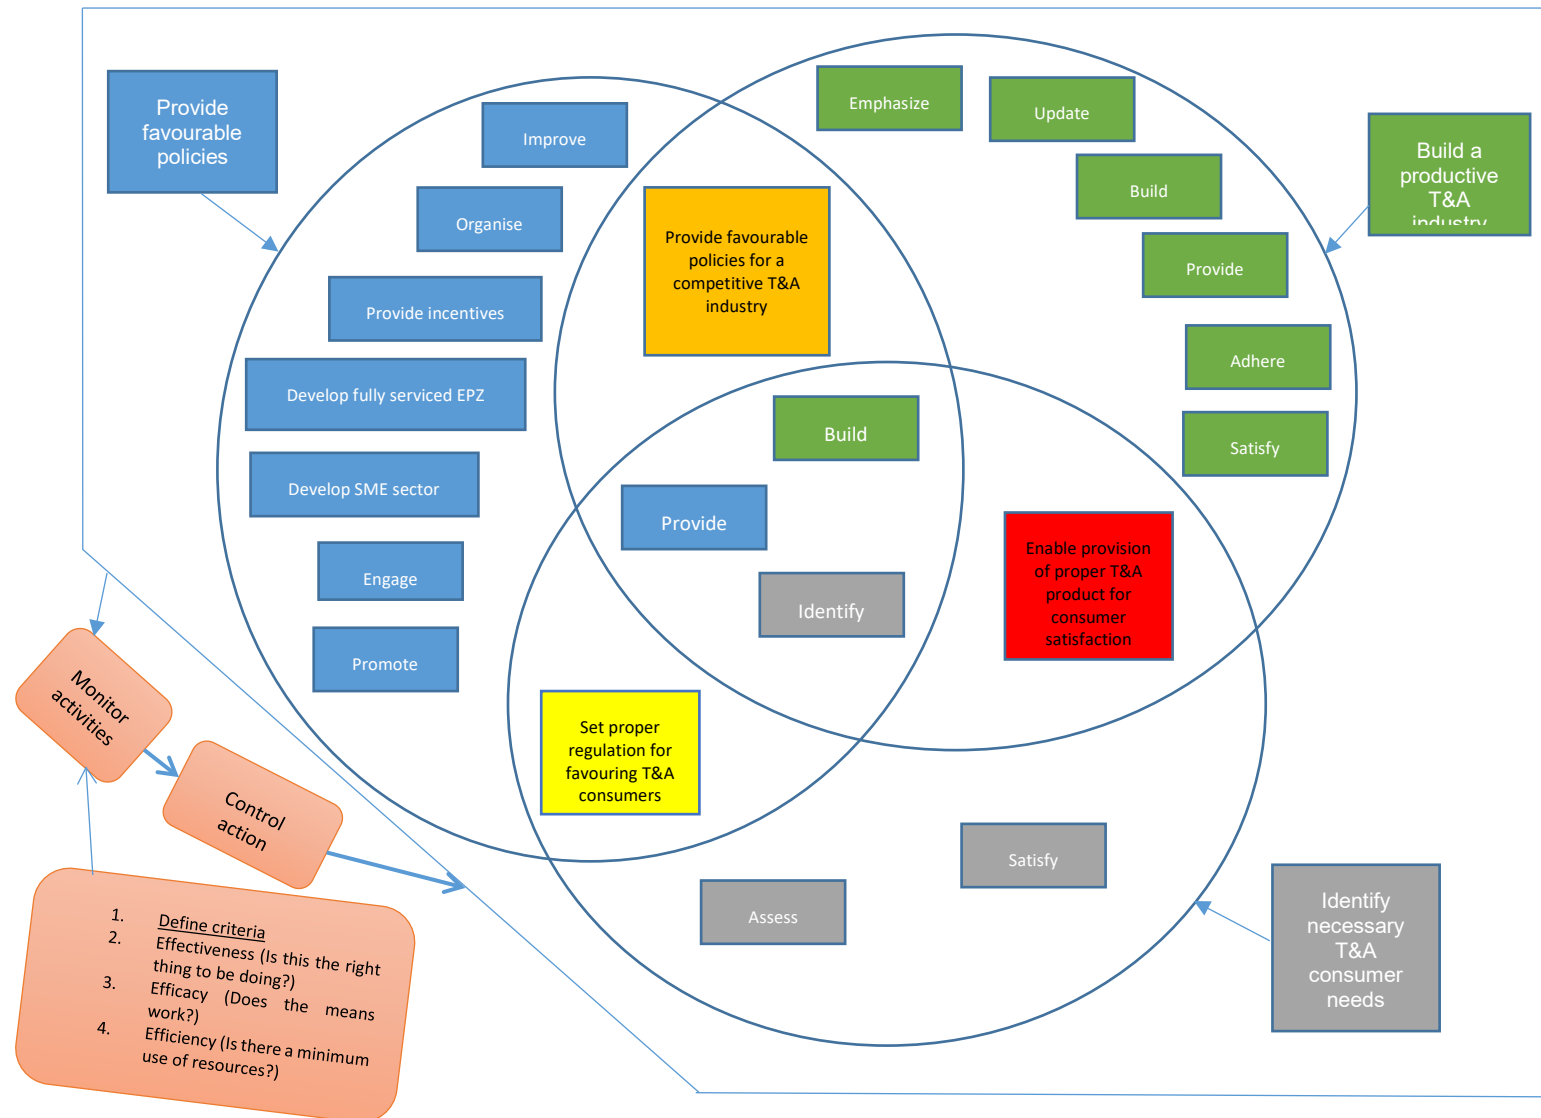 Provide
favourable
policies
Improve
Organise
Provide incentives
Develop fully serviced EPZ
Develop SME sector
Engage
Promote
Emphasize
Update
Build
Provide
Adhere
Satisfy
Build a
productive
T&A
industry
Provide favourable
policies for a
competitive T&A
industry
Build
Provide
Identify
Enable provision
of proper T&A
product for
consumer
satisfaction
Set proper
regulation for
favouring T&A
consumers
Satisfy
Assess
Identify
necessary
T&A
consumer
needs
Monitor
activities
Control
action
1. Define criteria
2. Effectiveness (Is this the right
thing to be doing?)
3. Efficacy (Does the means
work?)
4. Efficiency (Is there a minimum
use of resources?)